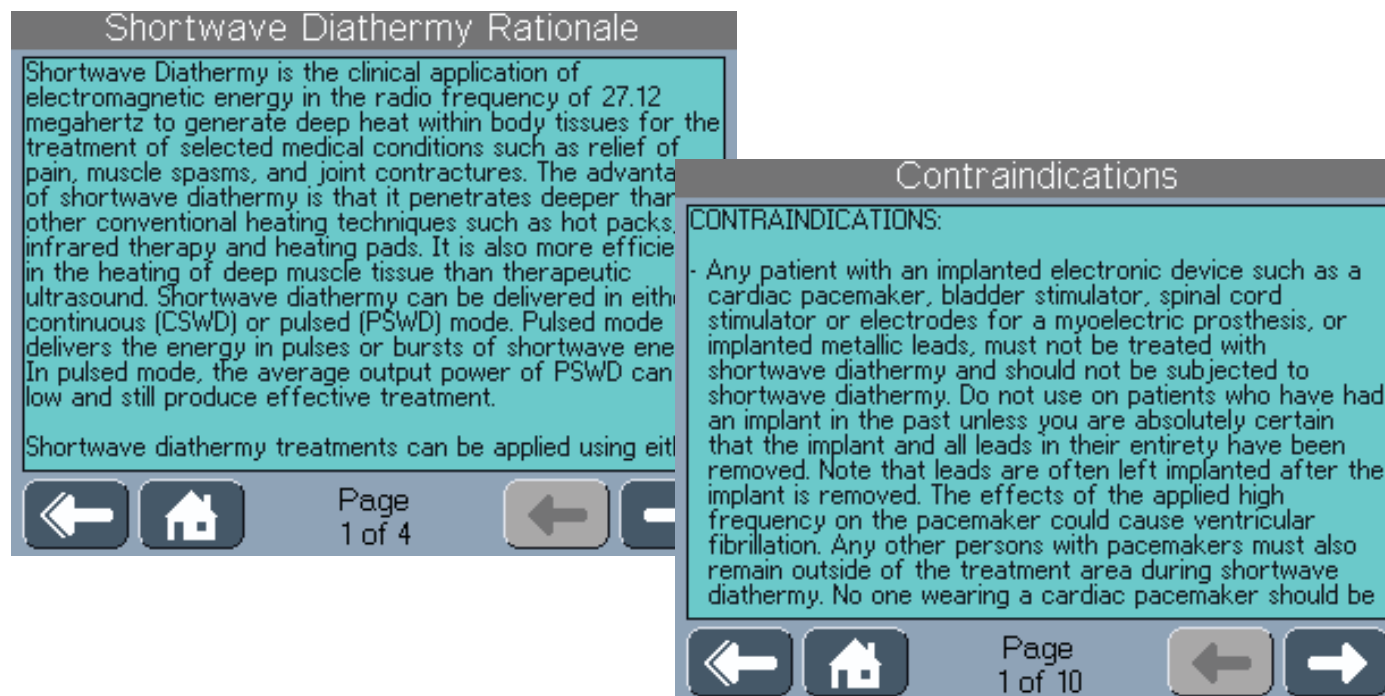 Shortwave Diathermy Rationale
Shortwave Diathermy is the clinical application of
electromagnetic energy in the radio frequency of 27.12
megahertz to generate deep heat within body tissues for the
treatment of selected medical conditions such as relief of
pain, muscle spasms, and joint contractures. The
of shortwave diathermy is that it penetrates deeper
other conventional heating techniques such as hot packs,
infrared therapy and heating pads. It is also more
in the heating of deep muscle tissue than therapeutic
ultrasound. Shortwave diathermy can be delivered in
continuous (CSWD) or pulsed (PSWD) mode. Pulsed mode
delivers the energy in pulses or bursts of shortwave
In pulsed mode, the average output power of PSWD can
low and still produce effective treatment.
Shortwave diathermy treatments can be applied using
Page
1 of 4
Contraindications
CONTRAINDICATIONS:
- Any patient with an implanted electronic device such as a
cardiac pacemaker, bladder stimulator, spinal cord
stimulator or electrodes for a myoelectric prosthesis, or
implanted metallic leads, must not be treated with
shortwave diathermy and should not be subjected to
shortwave diathermy. Do not use on patients who have had
an implant in the past unless you are absolutely certain
that the implant and all leads in their entirety have been
removed. Note that leads are often left implanted after the
implant is removed. The effects of the applied high
frequency on the pacemaker could cause ventricular
fibrillation. Any other persons with pacemakers must also
remain outside of the treatment area during shortwave
diathermy. No one wearing a cardiac pacemaker should be
Page
1 of 10